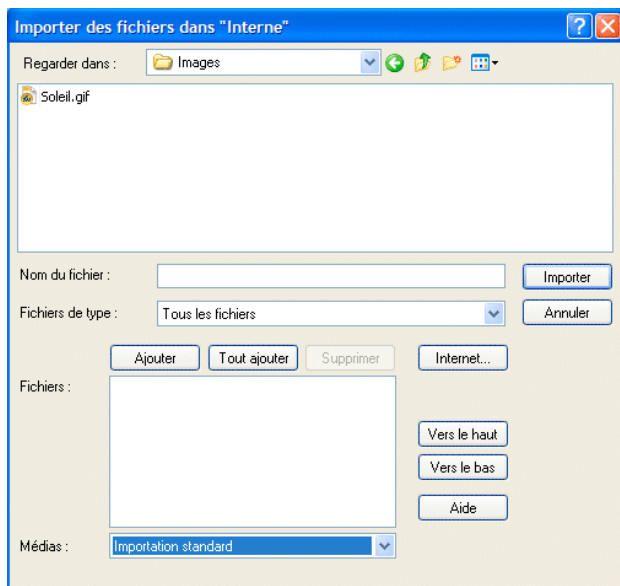 Importer des fichiers dans "Interne"
Regarder dans :
Images
Soleil.gif
Nom du fichier :
Importer
Fichiers de type :
Tous les fichiers
Annuler
Ajouter
Tout ajouter
Supprimer
Internet...
Fichiers :
Vers le haut
Vers le bas
Aide
Médias :
Importation standard